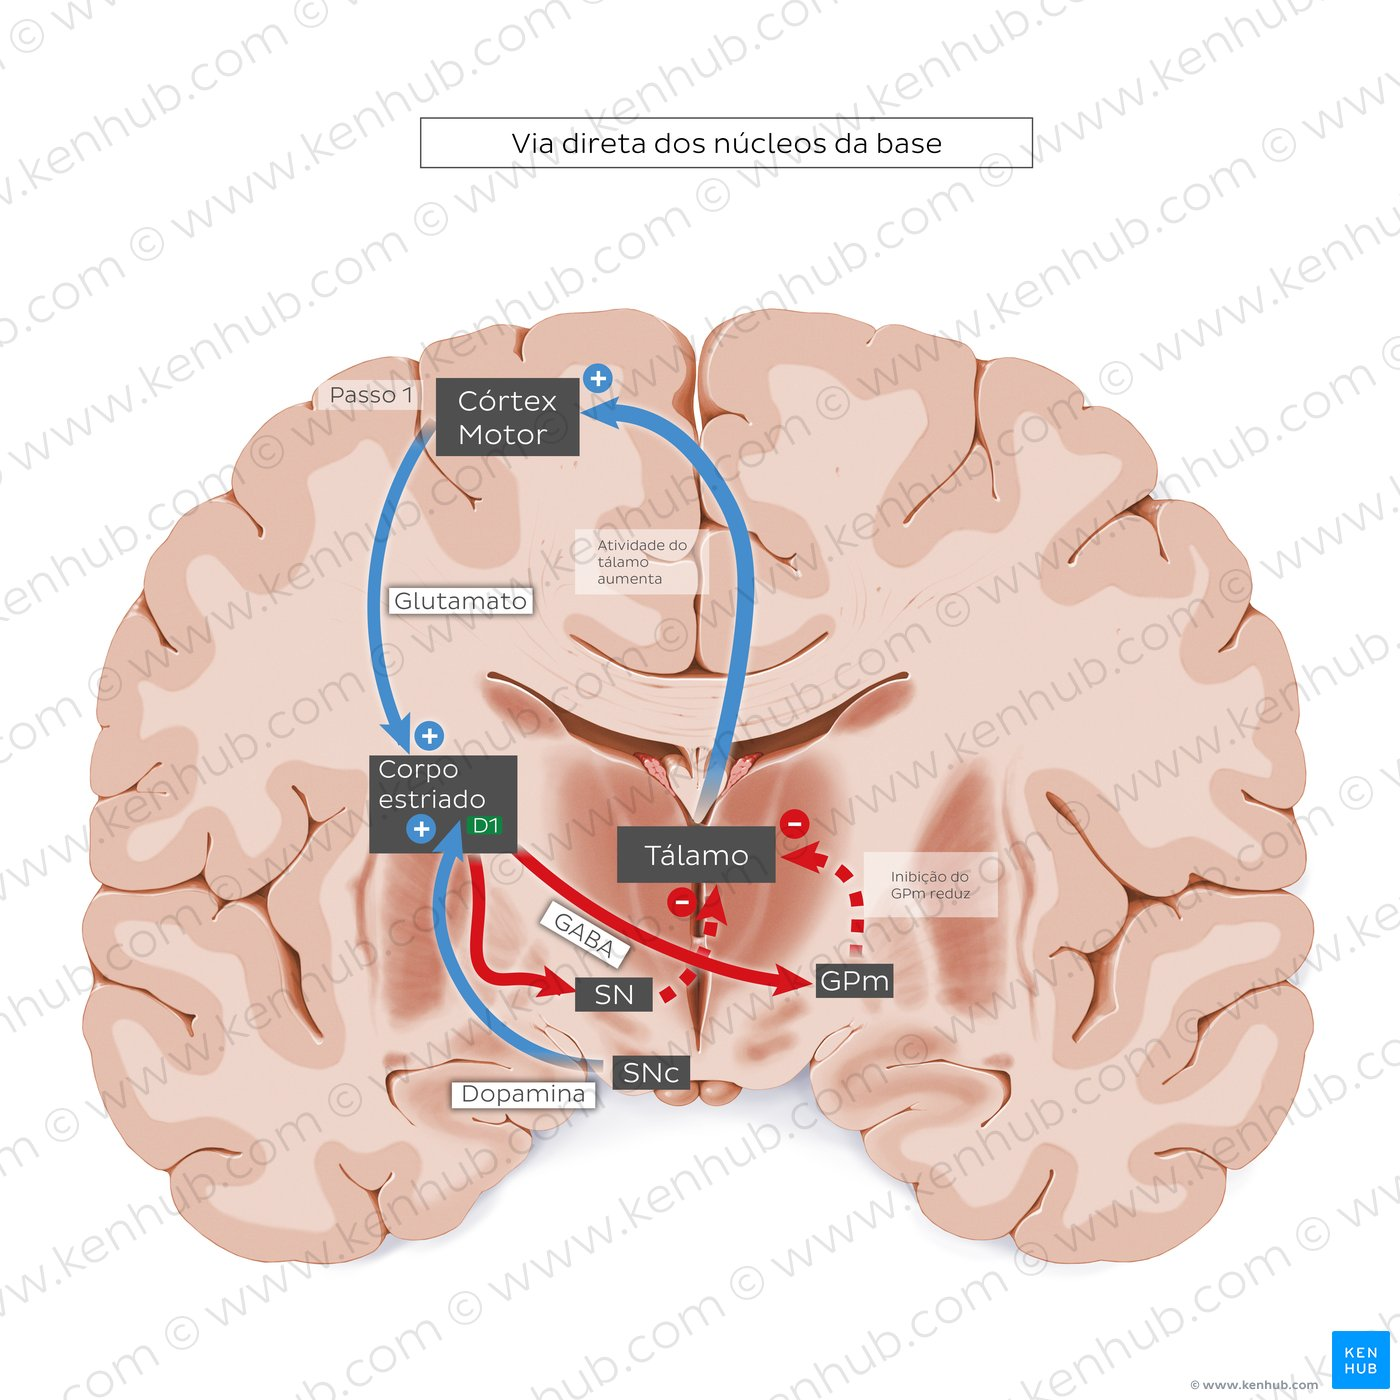 Via direta dos núcleos da base
Passo 1
Córtex
Motor
Atividade do
tálamo
aumenta
Glutamato
Corpo
estriado
D1
Tálamo
Inibição do
GPm reduz
GABA
SN
GPm
SNc
Dopamina
KEN
HUB
© www.kenhub.com